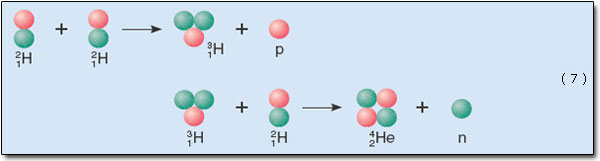 ²₁H + ²₁H → ³₁H + p
( 7 )
³₁H + ²₁H → ⁴₂He + n